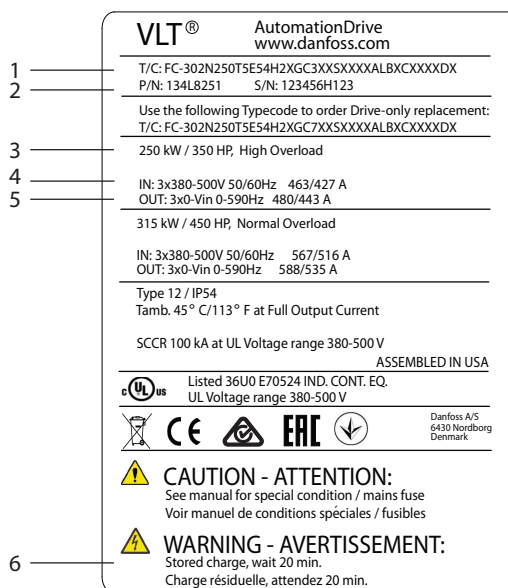 VLT® AutomationDrive
www.danfoss.com
1 T/C: FC-302N250T5E54H2XGC3XXSXXXXALBXCXXXXDX
2 P/N: 134L8251 S/N: 123456H123
Use the following Typecode to order Drive-only replacement:
T/C: FC-302N250T5E54H2XGC7XXSXXXXALBXCXXXXDX
3 250 kW / 350 HP, High Overload
4 IN: 3x380-500V 50/60Hz 463/427 A
5 OUT: 3x0-Vin 0-590Hz 480/443 A
315 kW / 450 HP, Normal Overload
IN: 3x380-500V 50/60Hz 567/516 A
OUT: 3x0-Vin 0-590Hz 588/535 A
Type 12 / IP54
Tamb. 45° C/113° F at Full Output Current
SCCR 100 kA at UL Voltage range 380-500 V
ASSEMBLED IN USA
c UL us Listed 36U0 E70524 IND. CONT. EQ.
UL Voltage range 380-500 V
CE EAC
Danfoss A/S
6430 Nordborg
Denmark
CAUTION - ATTENTION:
See manual for special condition / mains fuse
Voir manuel de conditions spéciales / fusibles
WARNING - AVERTISSEMENT:
6 Stored charge, wait 20 min.
Charge résiduelle, attendez 20 min.